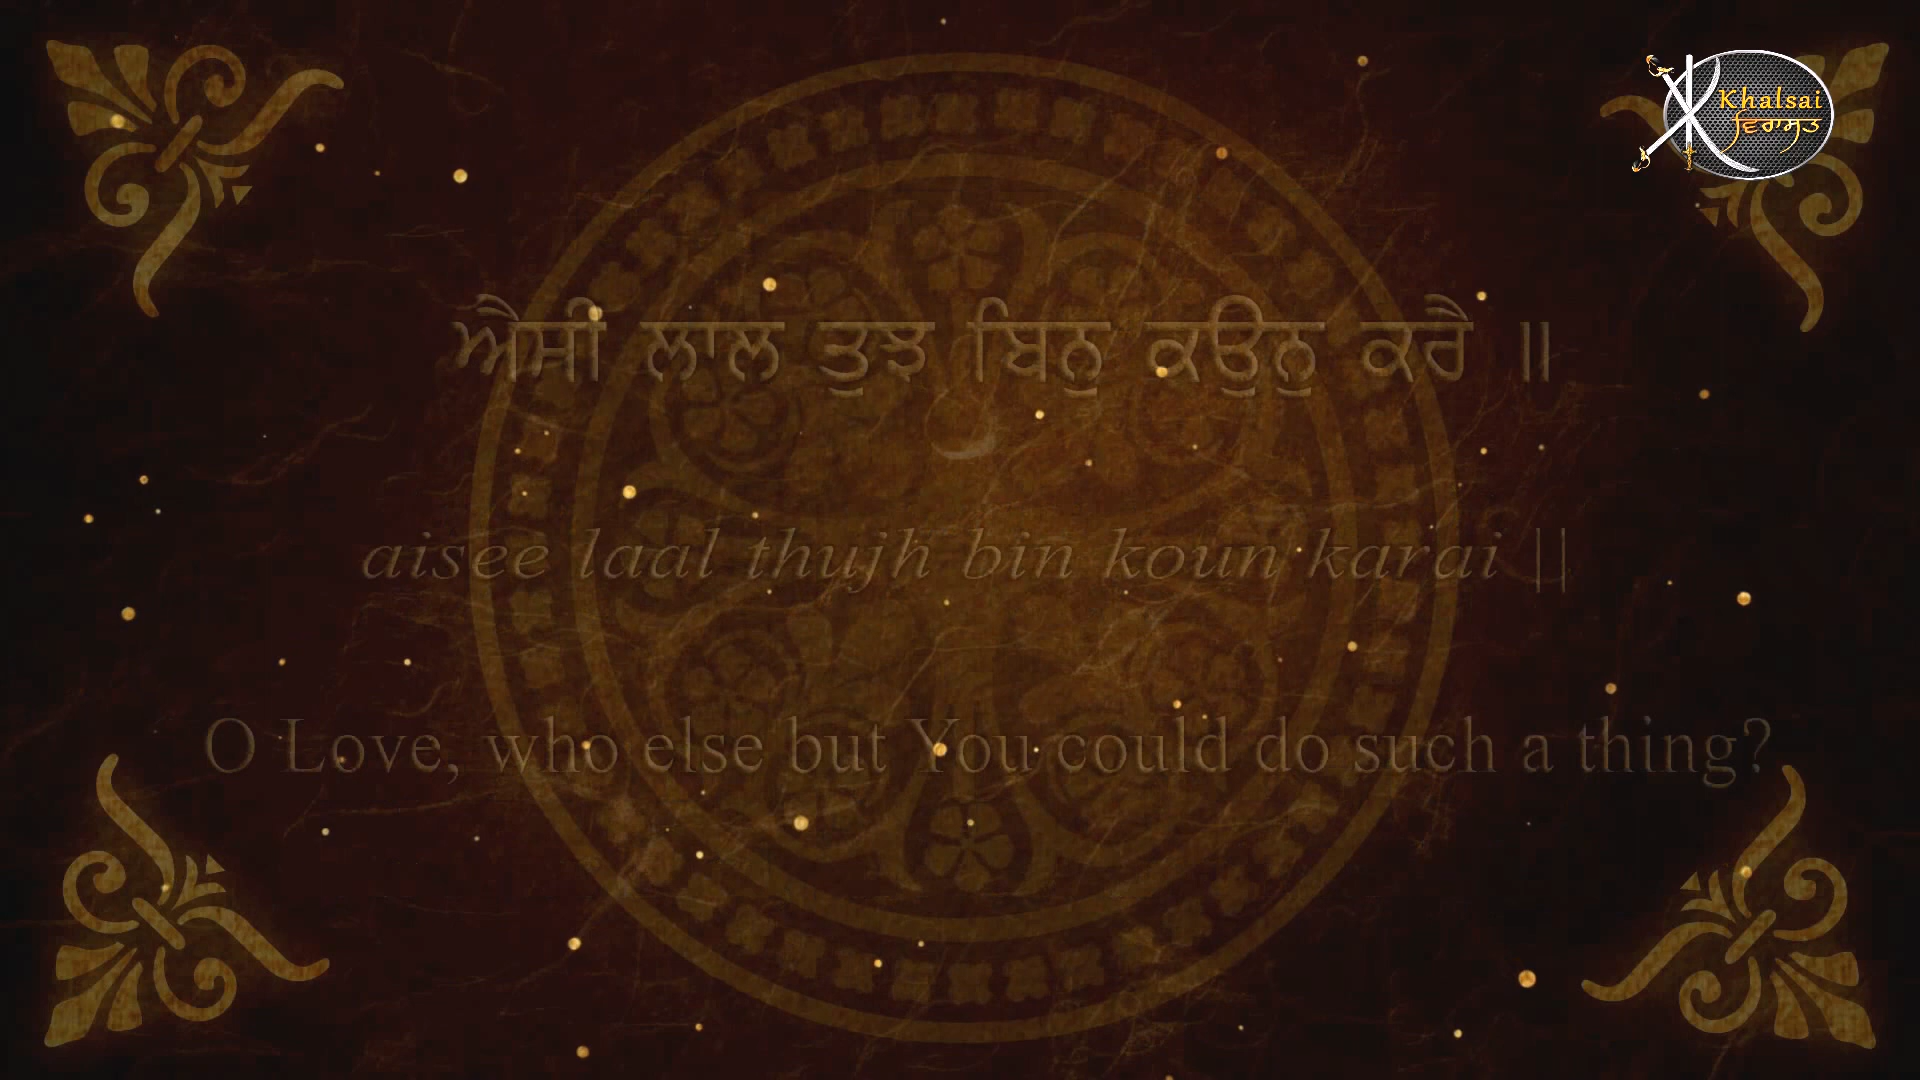 Khalsai
ਵਿਰਾਸਤ
ਐਸੀ ਲਾਲ ਤੁਝ ਬਿਨੁ ਕਉਨੁ ਕਰੈ ॥
aisee laal thujh bin koun karai ||
O Love, who else but You could do such a thing?